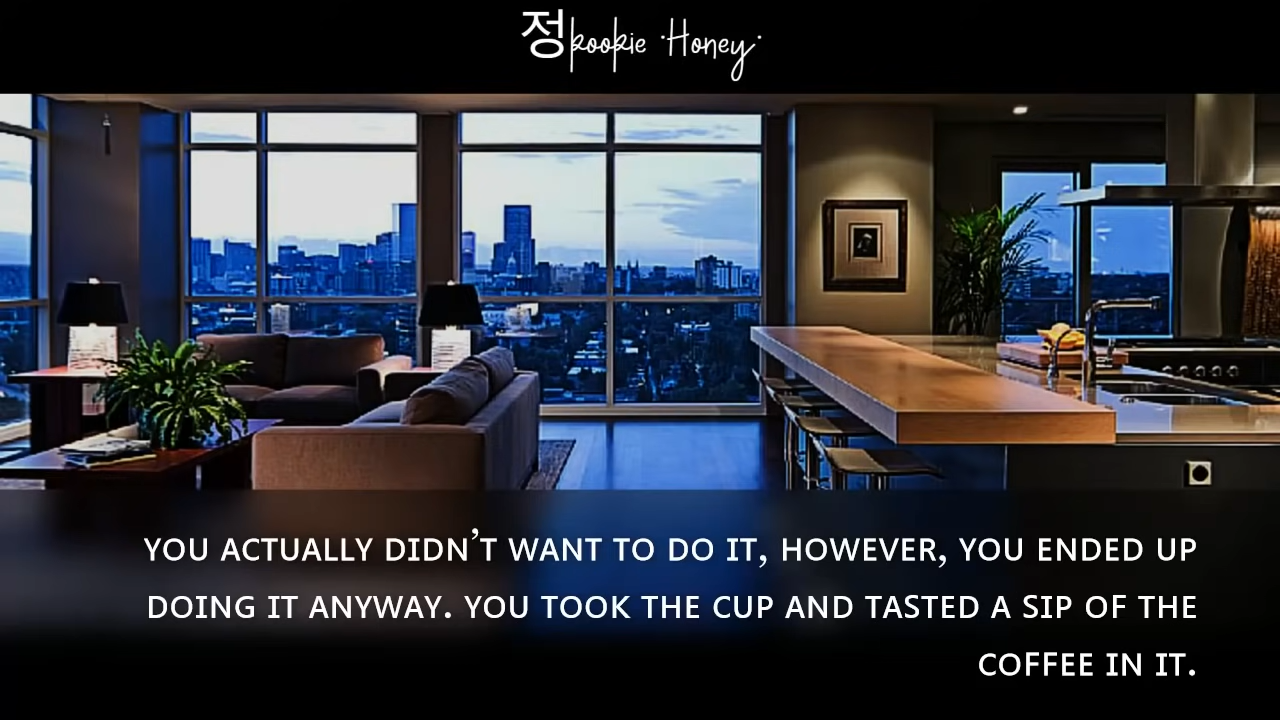 정kookie Honey
YOU ACTUALLY DIDN'T WANT TO DO IT, HOWEVER, YOU ENDED UP
DOING IT ANYWAY. YOU TOOK THE CUP AND TASTED A SIP OF THE
COFFEE IN IT.